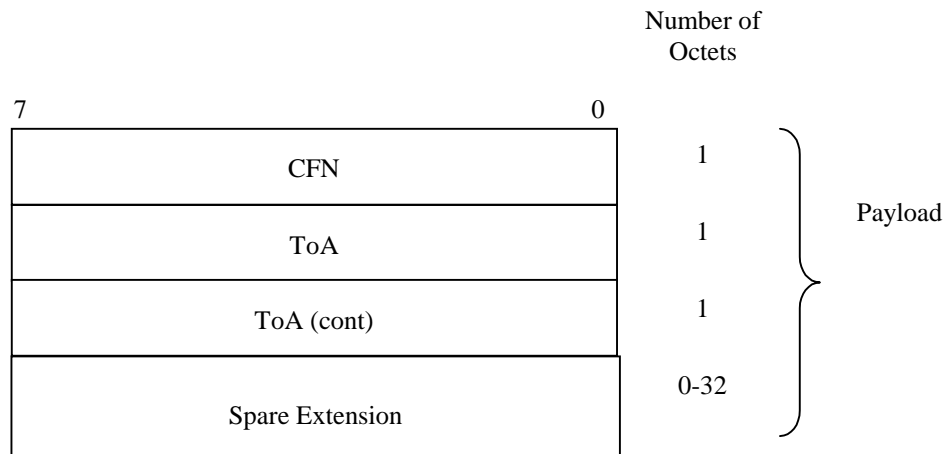 Number of
Octets
7 0
CFN 1
ToA 1
Payload
ToA (cont) 1
Spare Extension 0-32